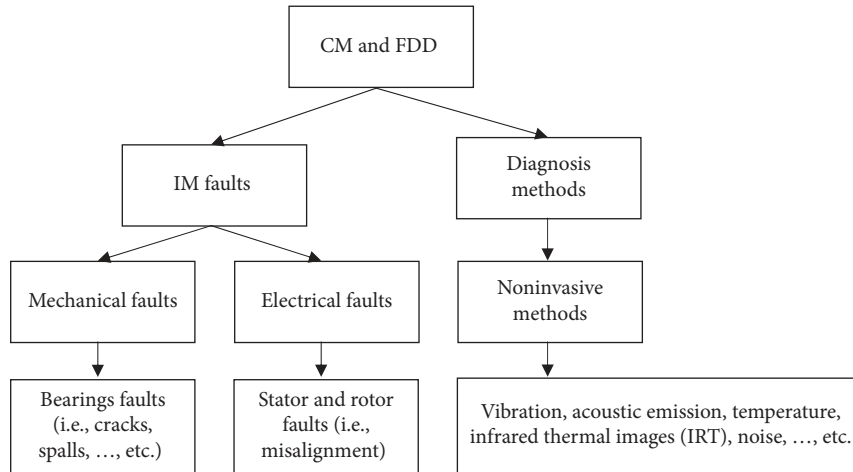 CM and FDD
IM faults
Diagnosis
methods
Mechanical faults
Electrical faults
Noninvasive
methods
Bearings faults
(i.e., cracks,
spalls, …, etc.)
Stator and rotor
faults (i.e.,
misalignment)
Vibration, acoustic emission, temperature,
infrared thermal images (IRT), noise, …, etc.